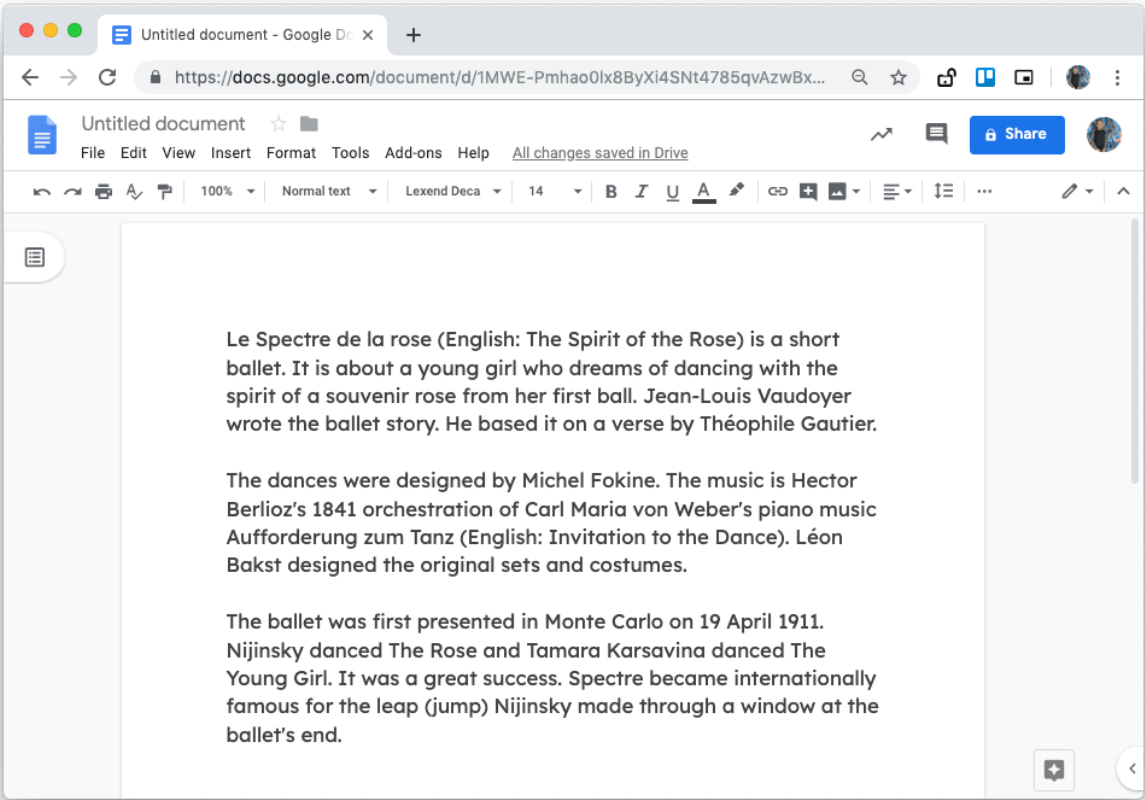 Untitled document - Google Do
https://docs.google.com/document/d/1MWE-Pmhao0lx8ByXi4SNt4785qvAzwBx...
Untitled document
File Edit View Insert Format Tools Add-ons Help All changes saved in Drive
Share
100% Normal text Lexend Deca 14 B I U A
Le Spectre de la rose (English: The Spirit of the Rose) is a short
ballet. It is about a young girl who dreams of dancing with the
spirit of a souvenir rose from her first ball. Jean-Louis Vaudoyer
wrote the ballet story. He based it on a verse by Théophile Gautier.
The dances were designed by Michel Fokine. The music is Hector
Berlioz's 1841 orchestration of Carl Maria von Weber's piano music
Aufforderung zum Tanz (English: Invitation to the Dance). Léon
Bakst designed the original sets and costumes.
The ballet was first presented in Monte Carlo on 19 April 1911.
Nijinsky danced The Rose and Tamara Karsavina danced The
Young Girl. It was a great success. Spectre became internationally
famous for the leap (jump) Nijinsky made through a window at the
ballet's end.